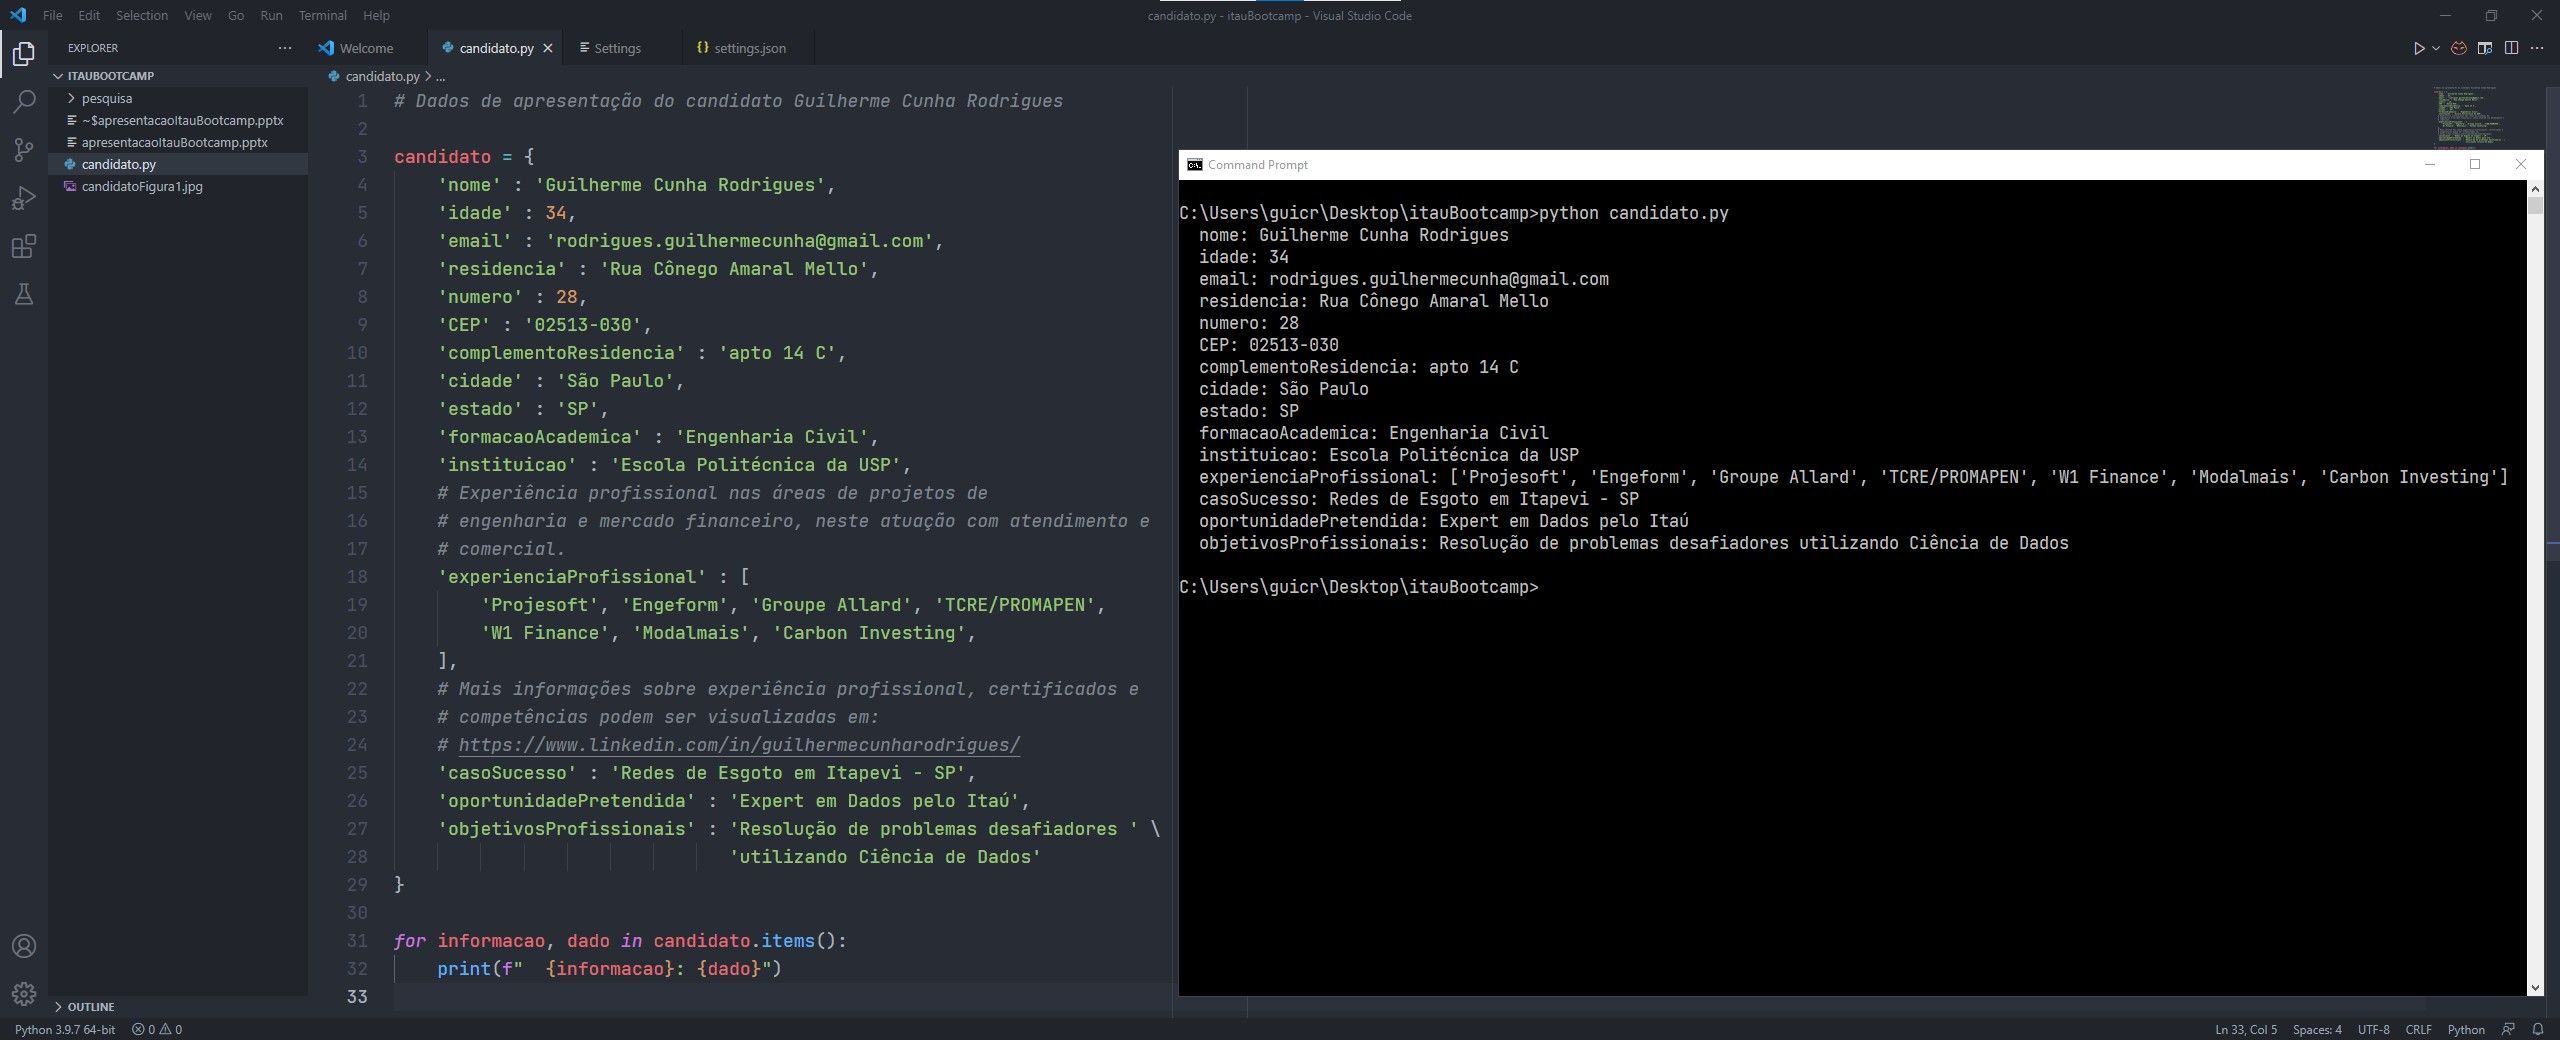 File Edit Selection View Go Run Terminal Help
candidato.py - itauBootcamp - Visual Studio Code
EXPLORER
ITAUBOOTCAMP
pesquisa
~$apresentacaoItauBootcamp.pptx
apresentacaoItauBootcamp.pptx
candidato.py
candidatoFigura1.jpg
OUTLINE
Welcome candidato.py Settings settings.json
candidato.py > ...
1 # Dados de apresentação do candidato Guilherme Cunha Rodrigues
2
3 candidato = {
4 'nome' : 'Guilherme Cunha Rodrigues',
5 'idade' : 34,
6 'email' : 'rodrigues.guilhermecunha@gmail.com',
7 'residencia' : 'Rua Cônego Amaral Mello',
8 'numero' : 28,
9 'CEP' : '02513-030',
10 'complementoResidencia' : 'apto 14 C',
11 'cidade' : 'São Paulo',
12 'estado' : 'SP',
13 'formacaoAcademica' : 'Engenharia Civil',
14 'instituicao' : 'Escola Politécnica da USP',
15 # Experiência profissional nas áreas de projetos de
16 # engenharia e mercado financeiro, neste atuação com atendimento e
17 # comercial.
18 'experienciaProfissional' : [
19 'Projesoft', 'Engeform', 'Groupe Allard', 'TCRE/PROMAPEN',
20 'W1 Finance', 'Modalmais', 'Carbon Investing',
21 ],
22 # Mais informações sobre experiência profissional, certificados e
23 # competências podem ser visualizadas em:
24 # https://www.linkedin.com/in/guilhermecunharodrigues/
25 'casoSucesso' : 'Redes de Esgoto em Itapevi - SP',
26 'oportunidadePretendida' : 'Expert em Dados pelo Itaú',
27 'objetivosProfissionais' : 'Resolução de problemas desafiadores ' \
28 'utilizando Ciência de Dados'
29 }
30
31 for informacao, dado in candidato.items():
32 print(f"  {informacao}: {dado}")
33
Command Prompt
C:\Users\guicr\Desktop\itauBootcamp>python candidato.py
nome: Guilherme Cunha Rodrigues
idade: 34
email: rodrigues.guilhermecunha@gmail.com
residencia: Rua Cônego Amaral Mello
numero: 28
CEP: 02513-030
complementoResidencia: apto 14 C
cidade: São Paulo
estado: SP
formacaoAcademica: Engenharia Civil
instituicao: Escola Politécnica da USP
experienciaProfissional: ['Projesoft', 'Engeform', 'Groupe Allard', 'TCRE/PROMAPEN', 'W1 Finance', 'Modalmais', 'Carbon Investing']
casoSucesso: Redes de Esgoto em Itapevi - SP
oportunidadePretendida: Expert em Dados pelo Itaú
objetivosProfissionais: Resolução de problemas desafiadores utilizando Ciência de Dados
C:\Users\guicr\Desktop\itauBootcamp>
Python 3.9.7 64-bit 0 0
Ln 33, Col 5 Spaces: 4 UTF-8 CRLF Python